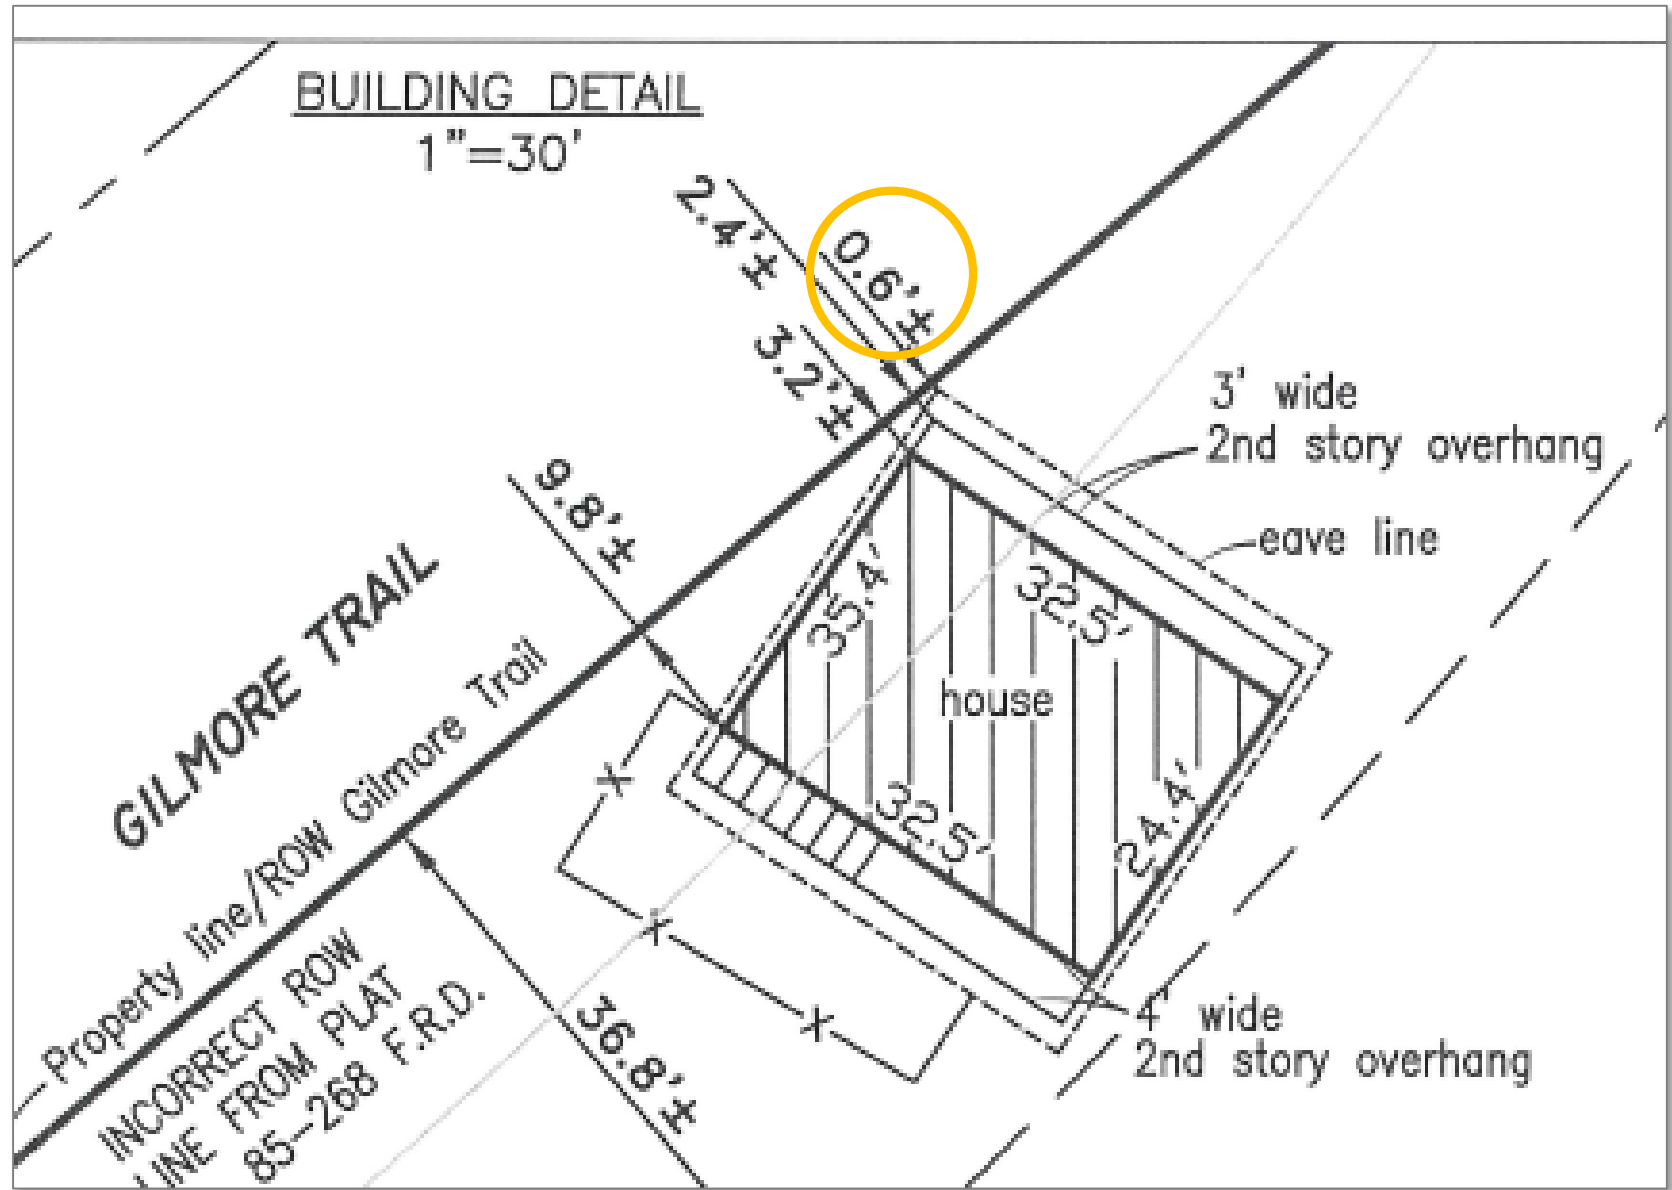 BUILDING DETAIL
1"=30'
2.4'±
0.6'±
3.2'±
9.8'±
3' wide
2nd story overhang
eave line
35.4'
32.5'
house
32.5'
24.4'
GILMORE TRAIL
Property line/ROW Gilmore Trail
INCORRECT ROW
LINE FROM PLAT
85-268 F.R.D.
36.8'±
X
X
X
4' wide
2nd story overhang